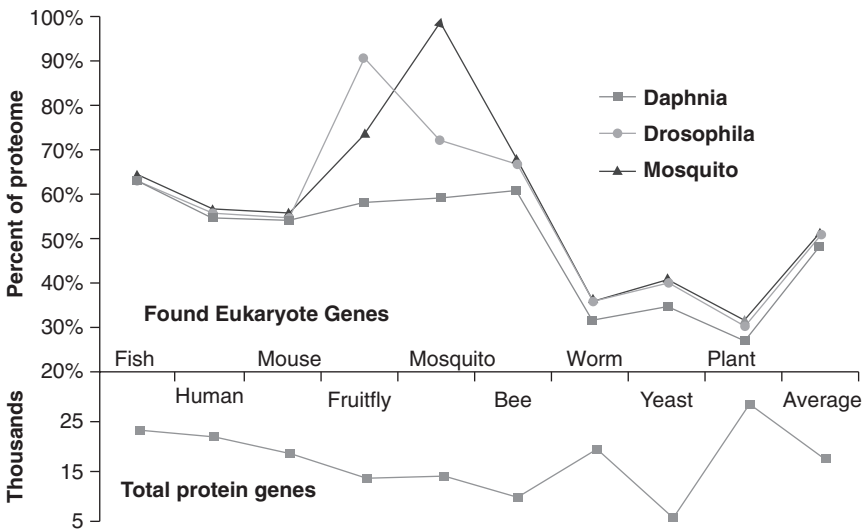 100%
90%
80%
70%
60%
50%
40%
30%
20%
Percent of proteome
Daphnia
Drosophila
Mosquito
Found Eukaryote Genes
Fish Mouse Mosquito Worm Plant
Human Fruitfly Bee Yeast Average
Thousands
25
15
5
Total protein genes